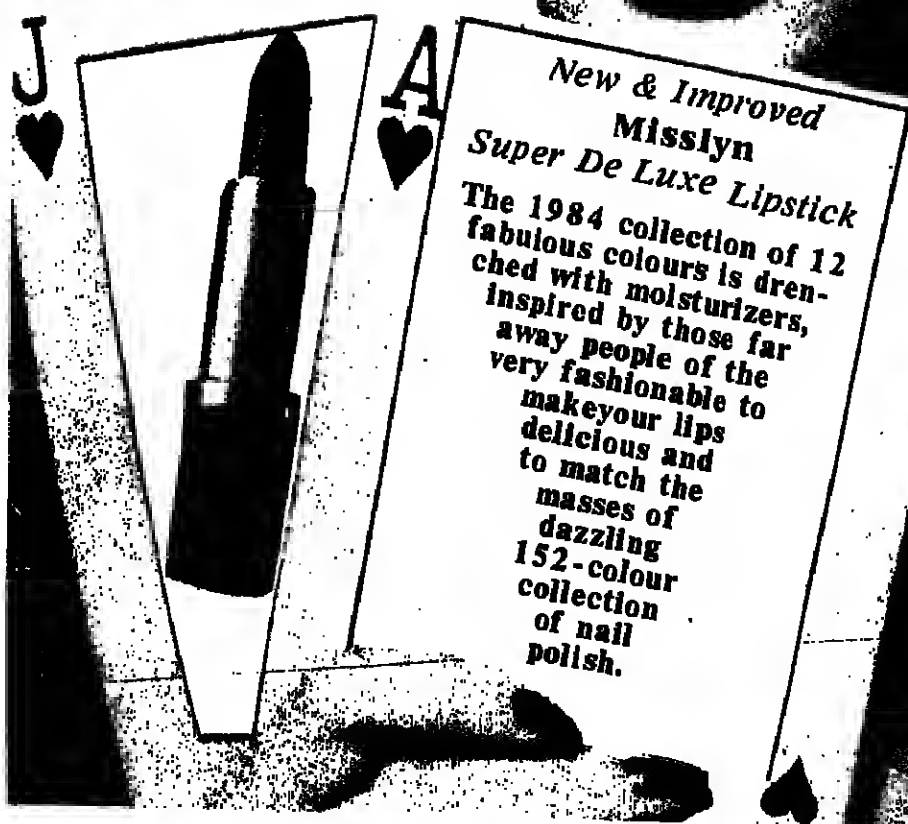 J
A
New & Improved
Misslyn
Super De Luxe Lipstick
The 1984 collection of 12
fabulous colours is dren-
ched with moisturizers,
inspired by those far
away people of the
very fashionable to
makeyour lips
delicious and
to match the
masses of
dazzling
152-colour
collection
of nail
polish.